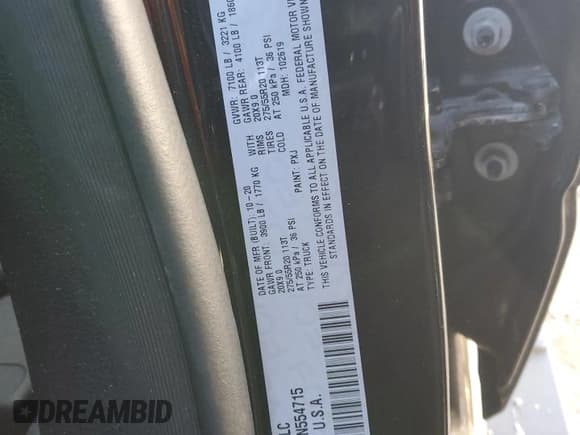 LC
N554715
U.S.A.
DATE OF MFR (BUILT) 10-20
GAWR FRONT: 3900 LB / 1770 KG WITH
20X9.0 RIMS
275/55R20 113T TIRES
AT 250 kPa / 36 PSI COLD
TYPE: TRUCK PAINT: PXJ
GVWR: 7100 LB / 3221 KG
GAWR REAR: 4100 LB / 1860
20X9.0
275/55R20 113T
AT 250 kPa / 36 PSI
MDH: 102619
THIS VEHICLE CONFORMS TO ALL APPLICABLE U.S.A. FEDERAL MOTOR
STANDARDS IN EFFECT ON THE DATE OF MANUFACTURE SHOWN
DREAMBID